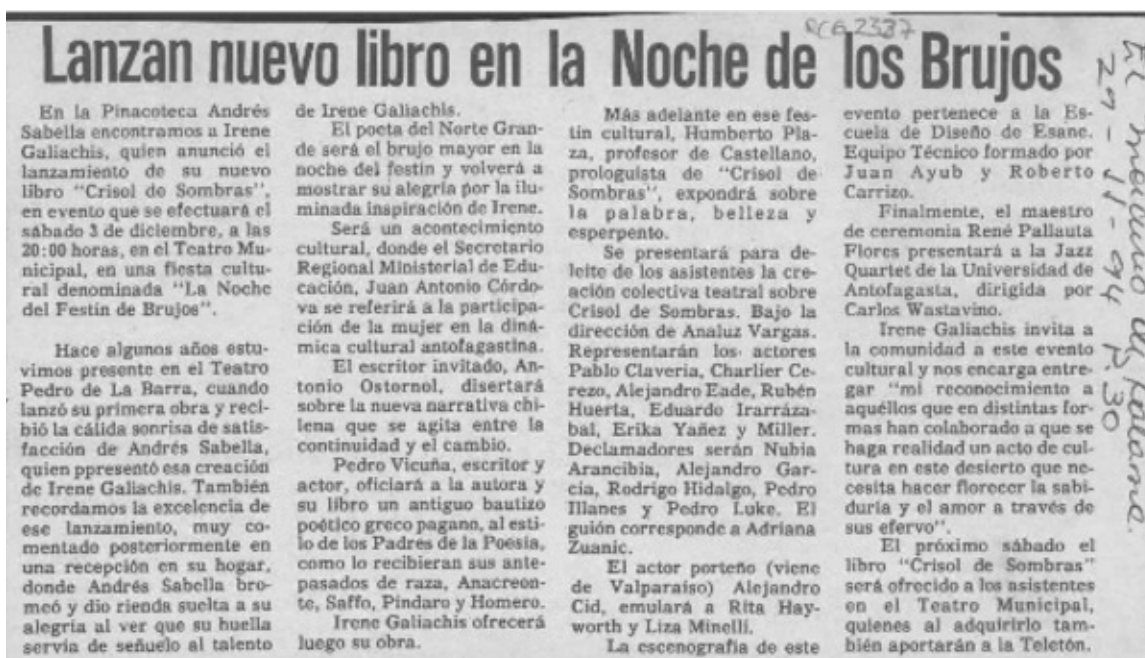 RCG 2337
Lanzan nuevo libro en la Noche de los Brujos
En la Pinacoteca Andrés
Sabella encontramos a Irene
Galiachis, quien anunció el
lanzamiento de su nuevo
libro "Crisol de Sombras",
en evento que se efectuará el
sábado 3 de diciembre, a las
20:00 horas, en el Teatro Mu-
nicipal, en una fiesta cultu-
ral denominada "La Noche
del Festín de Brujos".
Hace algunos años estu-
vimos presente en el Teatro
Pedro de La Barra, cuando
lanzó su primera obra y reci-
bió la cálida sonrisa de satis-
facción de Andrés Sabella,
quien ppresentó esa creación
de Irene Galiachis. También
recordamos la excelencia de
ese lanzamiento, muy co-
mentado posteriormente en
una recepción en su hogar,
donde Andrés Sabella bro-
meó y dio rienda suelta a su
alegría al ver que su huella
servía de señuelo al talento
de Irene Galiachis.
El poeta del Norte Gran-
de será el brujo mayor en la
noche del festín y volverá a
mostrar su alegría por la ilu-
minada inspiración de Irene.
Será un acontecimiento
cultural, donde el Secretario
Regional Ministerial de Edu-
cación, Juan Antonio Córdo-
va se referirá a la participa-
ción de la mujer en la diná-
mica cultural antofagastina.
El escritor invitado, An-
tonio Ostornol, disertará
sobre la nueva narrativa chi-
lena que se agita entre la
continuidad y el cambio.
Pedro Vicuña, escritor y
actor, oficiará a la autora y
su libro un antiguo bautizo
poético greco pagano, al esti-
lo de los Padres de la Poesía,
como lo recibieran sus ante-
pasados de raza, Anacreon-
te, Saffo, Píndaro y Homero.
Irene Galiachis ofrecerá
luego su obra.
Más adelante en ese fes-
tín cultural, Humberto Pla-
za, profesor de Castellano,
prologuista de "Crisol de
Sombras", expondrá sobre
la palabra, belleza y
esperpento.
Se presentará para de-
leite de los asistentes la cre-
ación colectiva teatral sobre
Crisol de Sombras. Bajo la
dirección de Analuz Vargas.
Representarán los actores
Pablo Claveria, Charlier Ce-
rezo, Alejandro Eade, Rubén
Huerta, Eduardo Irarráza-
bal, Erika Yañez y Miller.
Declamadores serán Nubia
Arancibia, Alejandro Gar-
cia, Rodrigo Hidalgo, Pedro
Illanes y Pedro Luke. El
guión corresponde a Adriana
Zuanic.
El actor porteño (viene
de Valparaíso) Alejandro
Cid, emulará a Rita Hay-
worth y Liza Minelli.
La escenografía de este
evento pertenece a la Es-
cuela de Diseño de Esane.
Equipo Técnico formado por
Juan Ayub y Roberto
Carrizo.
Finalmente, el maestro
de ceremonia René Pallauta
Flores presentará a la Jazz
Quartet de la Universidad de
Antofagasta, dirigida por
Carlos Wastavino.
Irene Galiachis invita a
la comunidad a este evento
cultural y nos encarga entre-
gar "mi reconocimiento a
aquéllos que en distintas for-
mas han colaborado a que se
haga realidad un acto de cul-
tura en este desierto que ne-
cesita hacer florecer la sabi-
duría y el amor a través de
sus efervo".
El próximo sábado el
libro "Crisol de Sombras"
será ofrecido a los asistentes
en el Teatro Municipal,
quienes al adquirirlo tam-
bién aportarán a la Teletón.
El Mercurio
29-11-94 P.30